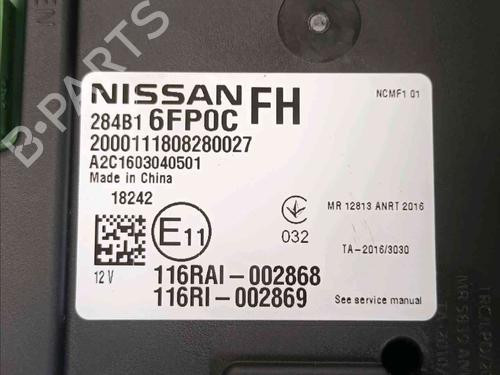 B-PARTS
NISSAN FH
NCMF1 01
284B1 6FP0C
2000111808280027
A2C1603040501
Made in China
18242
E11
032
MR 12813 ANRT 2016
TA-2016/3030
12 V
116RAI-002868
116RI-002869
See service manual